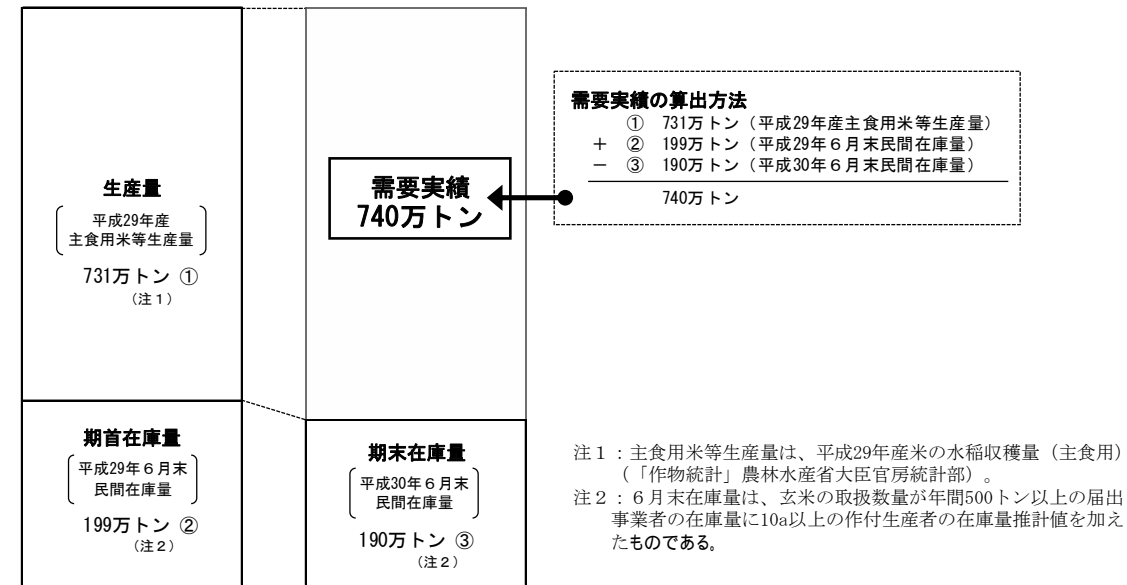 生産量
平成29年産
主食用米等生産量
731万トン ①
(注1)
期首在庫量
平成29年6月末
民間在庫量
199万トン ②
(注2)
需要実績
740万トン
期末在庫量
平成30年6月末
民間在庫量
190万トン ③
(注2)
需要実績の算出方法
① 731万トン(平成29年産主食用米等生産量)
+ ② 199万トン(平成29年6月末民間在庫量)
- ③ 190万トン(平成30年6月末民間在庫量)
740万トン
注1:主食用米等生産量は、平成29年産米の水稲収穫量(主食用)
(「作物統計」農林水産省大臣官房統計部)。
注2:6月末在庫量は、玄米の取扱数量が年間500トン以上の届出
事業者の在庫量に10a以上の作付生産者の在庫量推計値を加え
たものである。